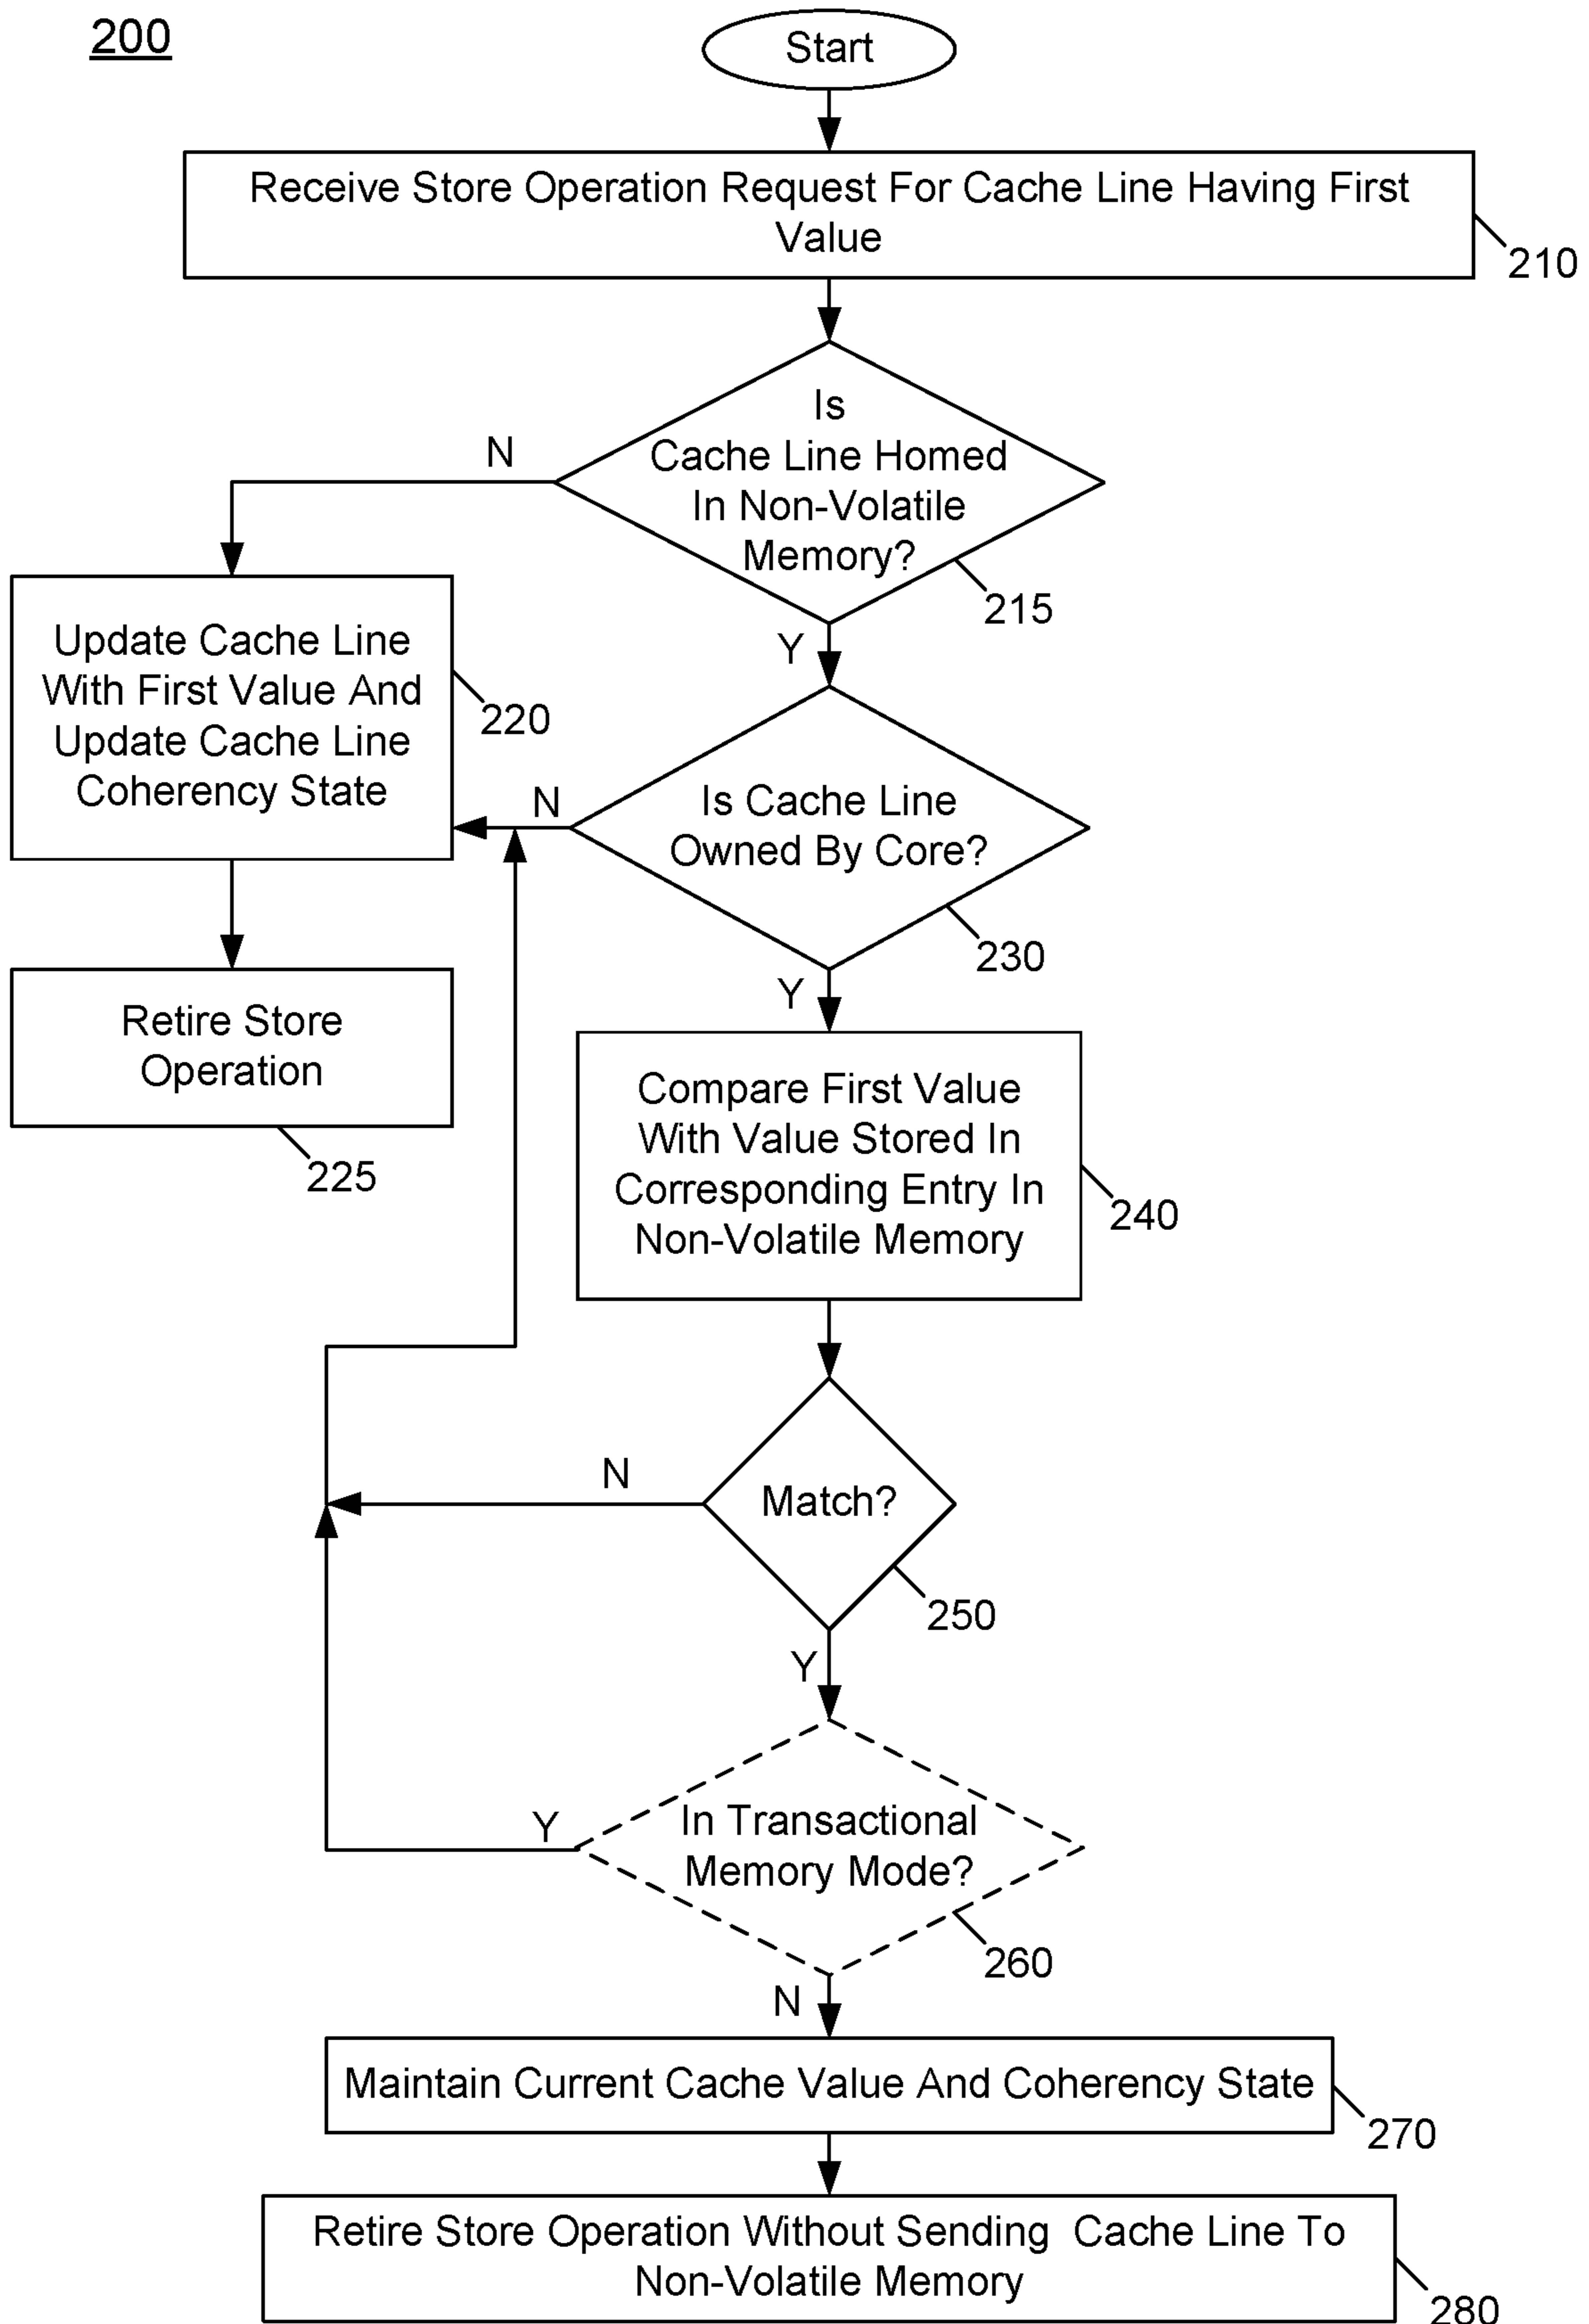 200
Start
Receive Store Operation Request For Cache Line Having First
Value
210
Is
Cache Line Homed
In Non-Volatile
Memory?
215
N
Y
Update Cache Line
With First Value And
Update Cache Line
Coherency State
220
Is Cache Line
Owned By Core?
230
N
Y
Retire Store
Operation
225
Compare First Value
With Value Stored In
Corresponding Entry In
Non-Volatile Memory
240
Match?
250
N
Y
In Transactional
Memory Mode?
260
Y
N
Maintain Current Cache Value And Coherency State
270
Retire Store Operation Without Sending Cache Line To
Non-Volatile Memory
280